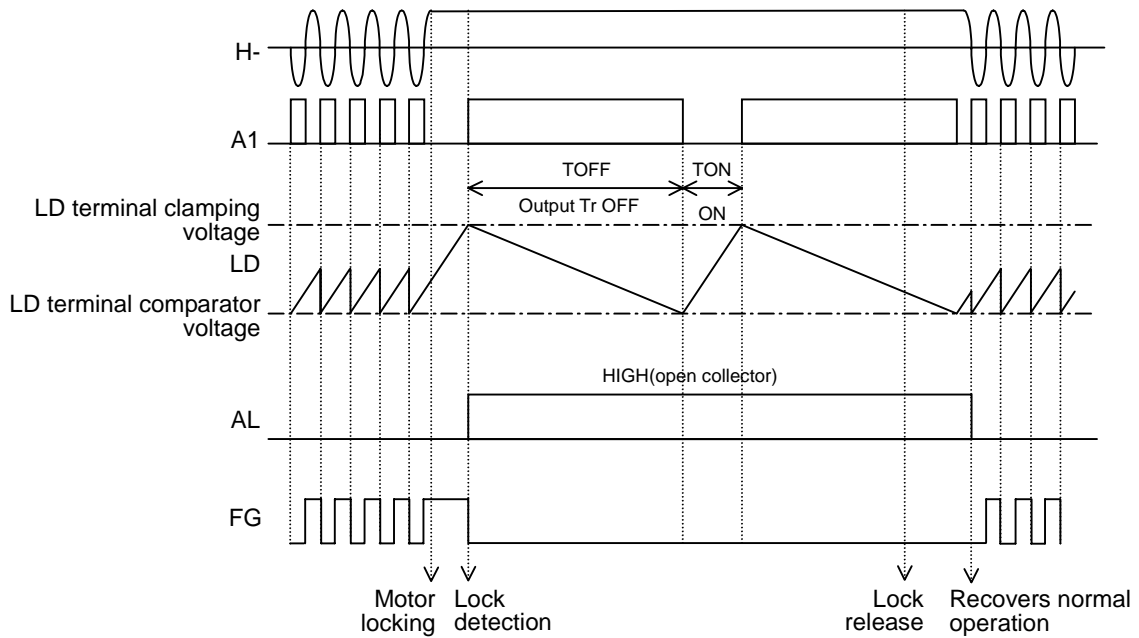 H-
A1
TOFF
TON
LD terminal clamping
voltage
Output Tr OFF
ON
LD
LD terminal comparator
voltage
HIGH(open collector)
AL
FG
Motor
locking
Lock
detection
Lock
release
Recovers normal
operation